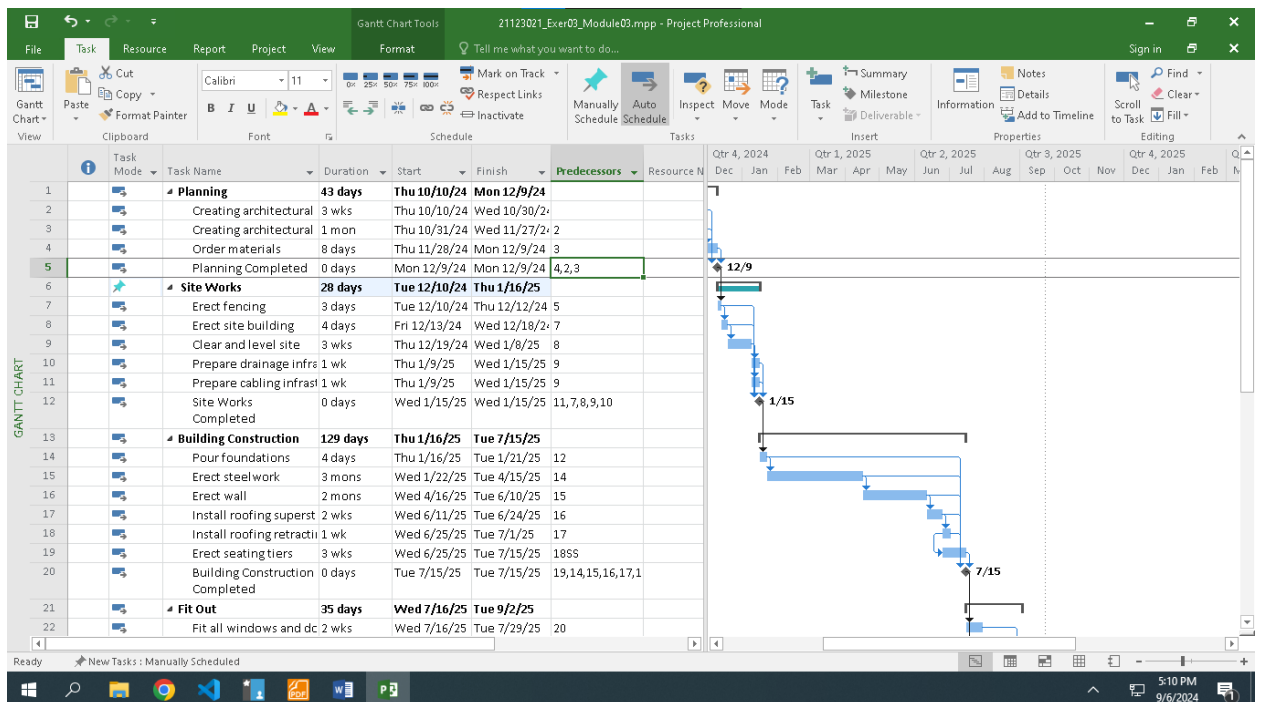 Gantt Chart Tools 21123021_Exer03_Module03.mpp - Project Professional
File Task Resource Report Project View Format Tell me what you want to do... Sign in
Gantt Chart
View
Paste
Cut
Copy
Format Painter
Clipboard
Calibri 11
B I U A
Font
0× 25× 50× 75× 100×
Mark on Track
Respect Links
Inactivate
Schedule
Manually Schedule
Auto Schedule
Inspect Move Mode
Tasks
Task
Summary
Milestone
Deliverable
Insert
Information
Notes
Details
Add to Timeline
Properties
Scroll to Task
Find
Clear
Fill
Editing
Task Mode Task Name Duration Start Finish Predecessors Resource N
Qtr 4, 2024 Qtr 1, 2025 Qtr 2, 2025 Qtr 3, 2025 Qtr 4, 2025 Q
Dec Jan Feb Mar Apr May Jun Jul Aug Sep Oct Nov Dec Jan Feb
1 Planning 43 days Thu 10/10/24 Mon 12/9/24
2 Creating architectural 3 wks Thu 10/10/24 Wed 10/30/24
3 Creating architectural 1 mon Thu 10/31/24 Wed 11/27/24 2
4 Order materials 8 days Thu 11/28/24 Mon 12/9/24 3
5 Planning Completed 0 days Mon 12/9/24 Mon 12/9/24 4,2,3 12/9
6 Site Works 28 days Tue 12/10/24 Thu 1/16/25
7 Erect fencing 3 days Tue 12/10/24 Thu 12/12/24 5
8 Erect site building 4 days Fri 12/13/24 Wed 12/18/24 7
9 Clear and level site 3 wks Thu 12/19/24 Wed 1/8/25 8
10 Prepare drainage infra 1 wk Thu 1/9/25 Wed 1/15/25 9
11 Prepare cabling infrast 1 wk Thu 1/9/25 Wed 1/15/25 9
12 Site Works Completed 0 days Wed 1/15/25 Wed 1/15/25 11,7,8,9,10 1/15
13 Building Construction 129 days Thu 1/16/25 Tue 7/15/25
14 Pour foundations 4 days Thu 1/16/25 Tue 1/21/25 12
15 Erect steelwork 3 mons Wed 1/22/25 Tue 4/15/25 14
16 Erect wall 2 mons Wed 4/16/25 Tue 6/10/25 15
17 Install roofing superst 2 wks Wed 6/11/25 Tue 6/24/25 16
18 Install roofing retracti 1 wk Wed 6/25/25 Tue 7/1/25 17
19 Erect seating tiers 3 wks Wed 6/25/25 Tue 7/15/25 18SS
20 Building Construction Completed 0 days Tue 7/15/25 Tue 7/15/25 19,14,15,16,17,1 7/15
21 Fit Out 35 days Wed 7/16/25 Tue 9/2/25
22 Fit all windows and dc 2 wks Wed 7/16/25 Tue 7/29/25 20
GANTT CHART
Ready New Tasks : Manually Scheduled
5:10 PM
9/6/2024